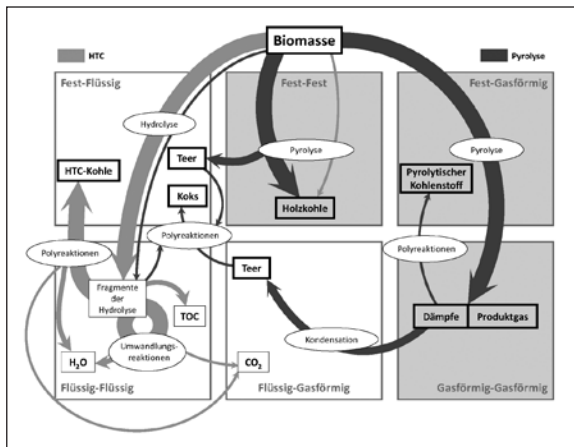 Biomasse
HTC
Pyrolyse
Fest-Flüssig
Fest-Fest
Fest-Gasförmig
Hydrolyse
Teer
Pyrolyse
Pyrolyse
HTC-Kohle
Pyrolytischer
Kohlenstoff
Koks
Holzkohle
Polyreaktionen
Polyreaktionen
Polyreaktionen
Teer
Fragmente
der
Hydrolyse
TOC
Dämpfe
Produktgas
Kondensation
Umwandlungs-
reaktionen
H₂O
CO₂
Flüssig-Flüssig
Flüssig-Gasförmig
Gasförmig-Gasförmig